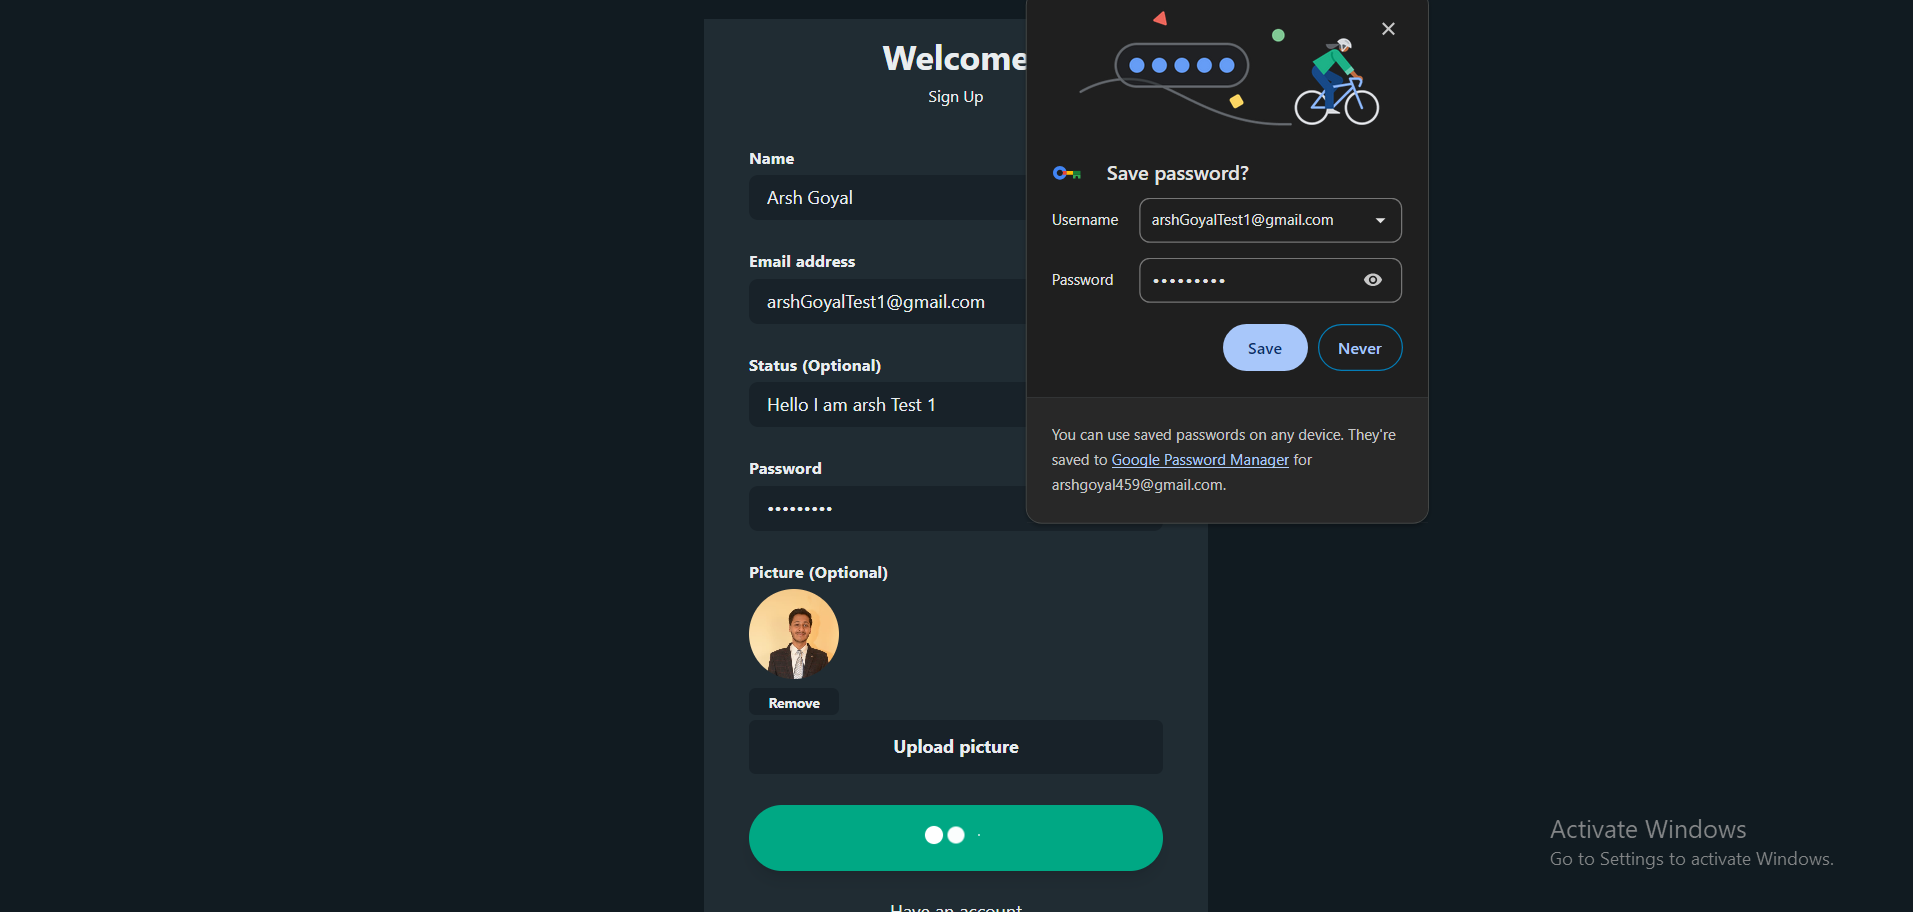 Welcome
Sign Up
Name
Arsh Goyal
Email address
arshGoyalTest1@gmail.com
Status (Optional)
Hello I am arsh Test 1
Password
•••••••••
Picture (Optional)
Remove
Upload picture
Have an account
Save password?
Username
arshGoyalTest1@gmail.com
Password
•••••••••
Save
Never
You can use saved passwords on any device. They're
saved to Google Password Manager for
arshgoyal459@gmail.com.
Activate Windows
Go to Settings to activate Windows.